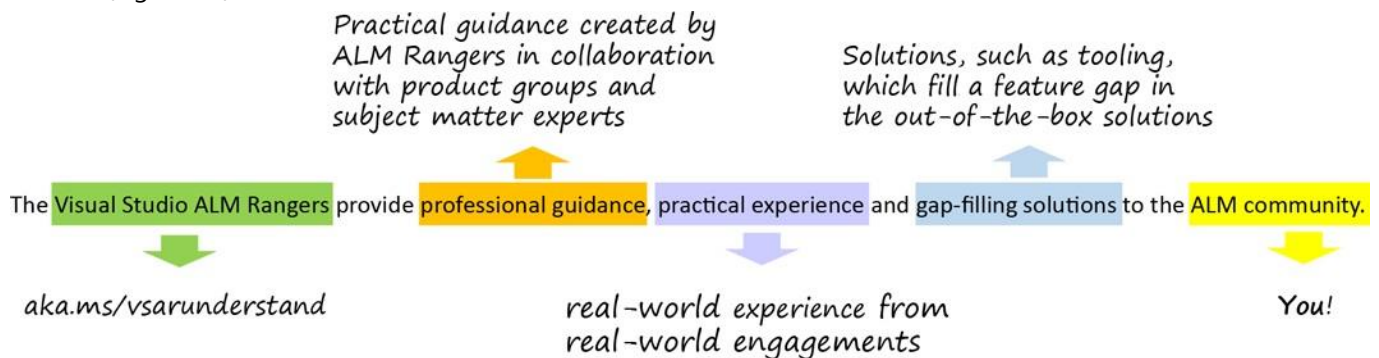 Practical guidance created by
ALM Rangers in collaboration
with product groups and
subject matter experts
Solutions, such as tooling,
which fill a feature gap in
the out-of-the-box solutions
The Visual Studio ALM Rangers provide professional guidance, practical experience and gap-filling solutions to the ALM community.
aka.ms/vsarunderstand
real-world experience from
real-world engagements
You!